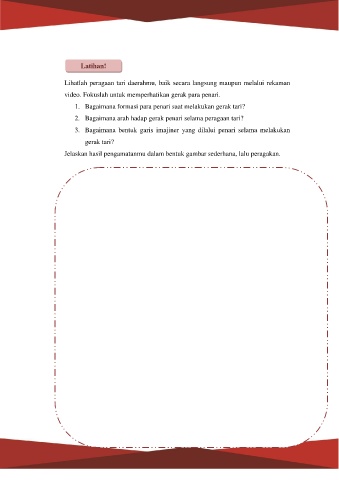 Latihan!
Lihatlah peragaan tari daerahmu, baik secara langsung maupun melalui rekaman
video. Fokuslah untuk memperhatikan gerak para penari.
1. Bagaimana formasi para penari saat melakukan gerak tari?
2. Bagaimana arah hadap gerak penari selama peragaan tari?
3. Bagaimana bentuk garis imajiner yang dilalui penari selama melakukan
gerak tari?
Jelaskan hasil pengamatanmu dalam bentuk gambar sederhana, lalu peragakan.